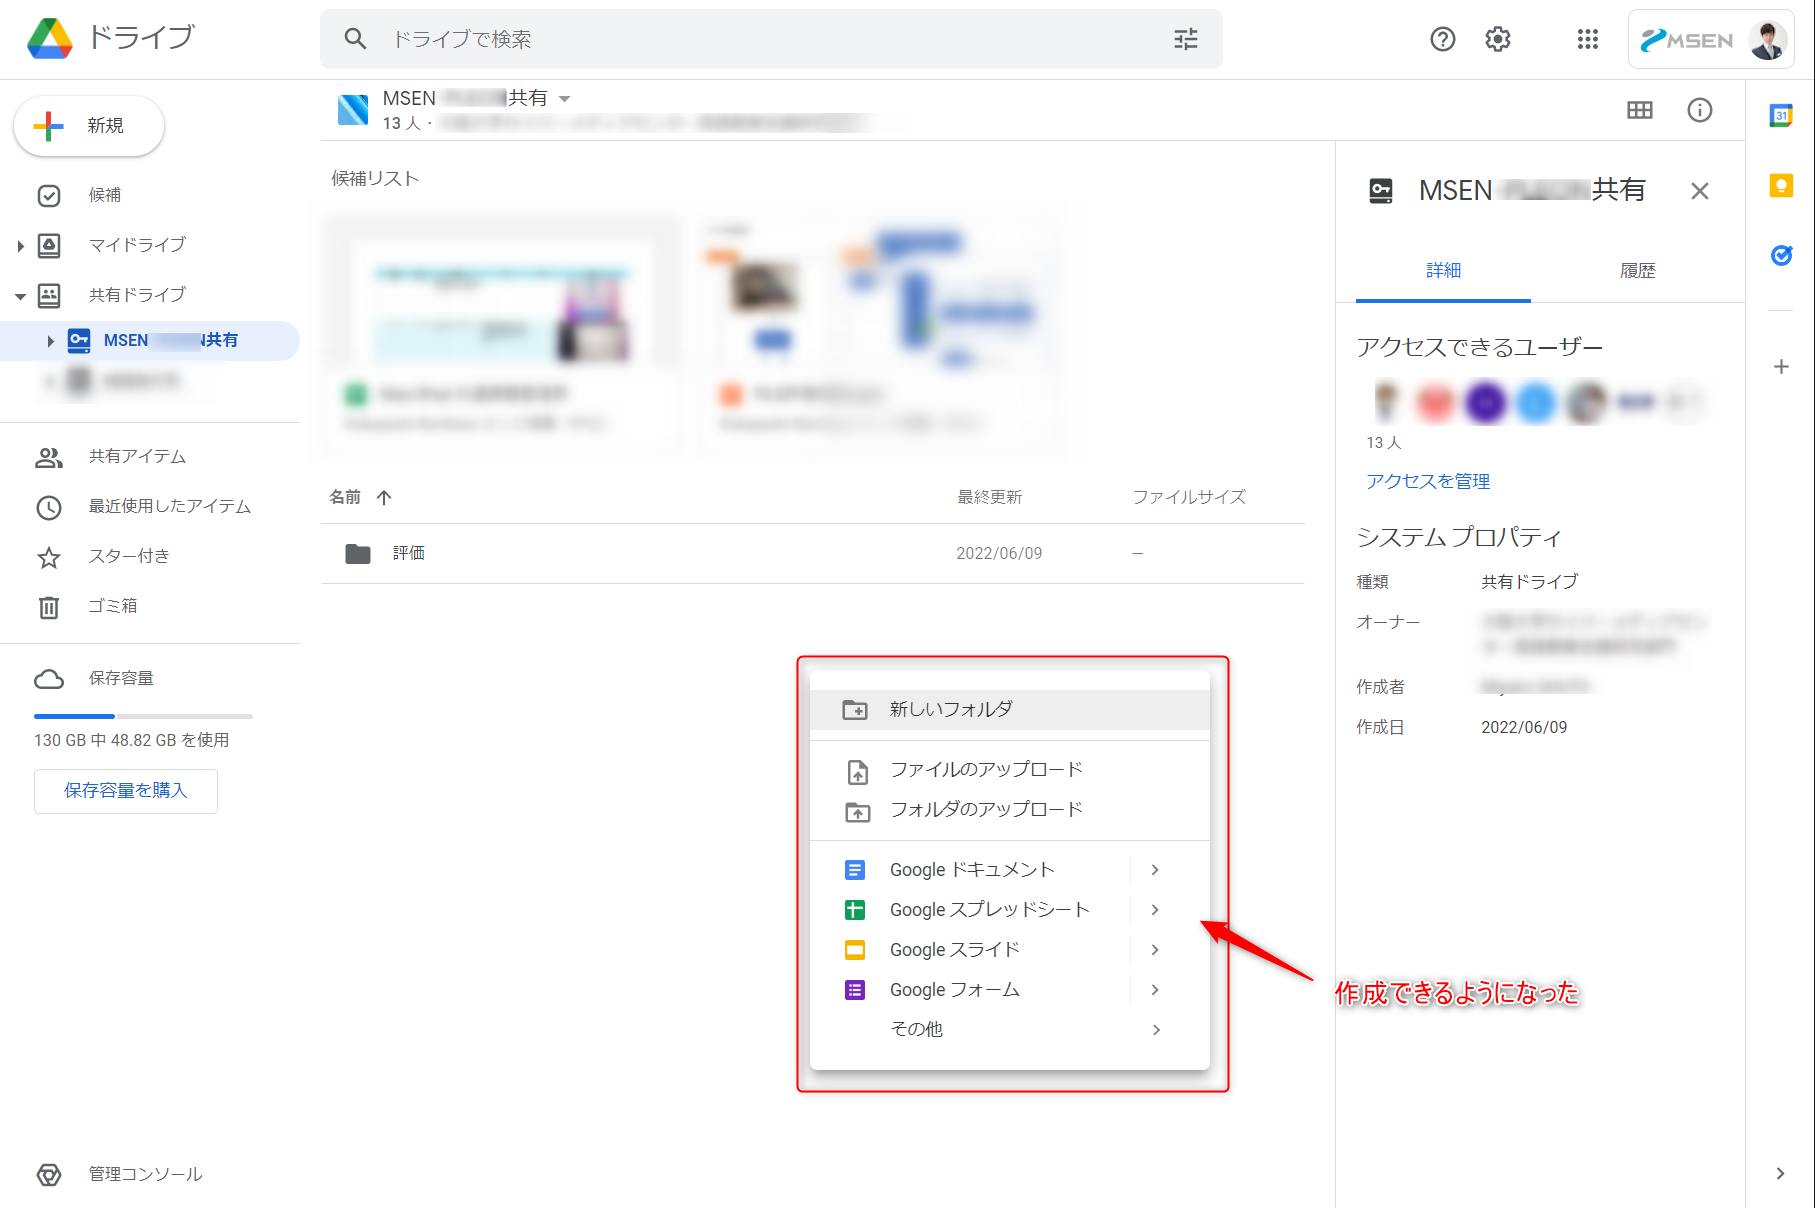 ドライブ
ドライブで検索
MSEN
新規
候補
マイドライブ
共有ドライブ
MSEN 共有
共有アイテム
最近使用したアイテム
スター付き
ゴミ箱
保存容量
130 GB 中 48.82 GB を使用
保存容量を購入
管理コンソール
MSEN 共有
13 人 ·
候補リスト
名前 最終更新 ファイルサイズ
評価 2022/06/09 –
新しいフォルダ
ファイルのアップロード
フォルダのアップロード
Google ドキュメント
Google スプレッドシート
Google スライド
Google フォーム
その他
作成できるようになった
MSEN 共有
詳細 履歴
アクセスできるユーザー
13 人
アクセスを管理
システム プロパティ
種類 共有ドライブ
オーナー
作成者
作成日 2022/06/09
31